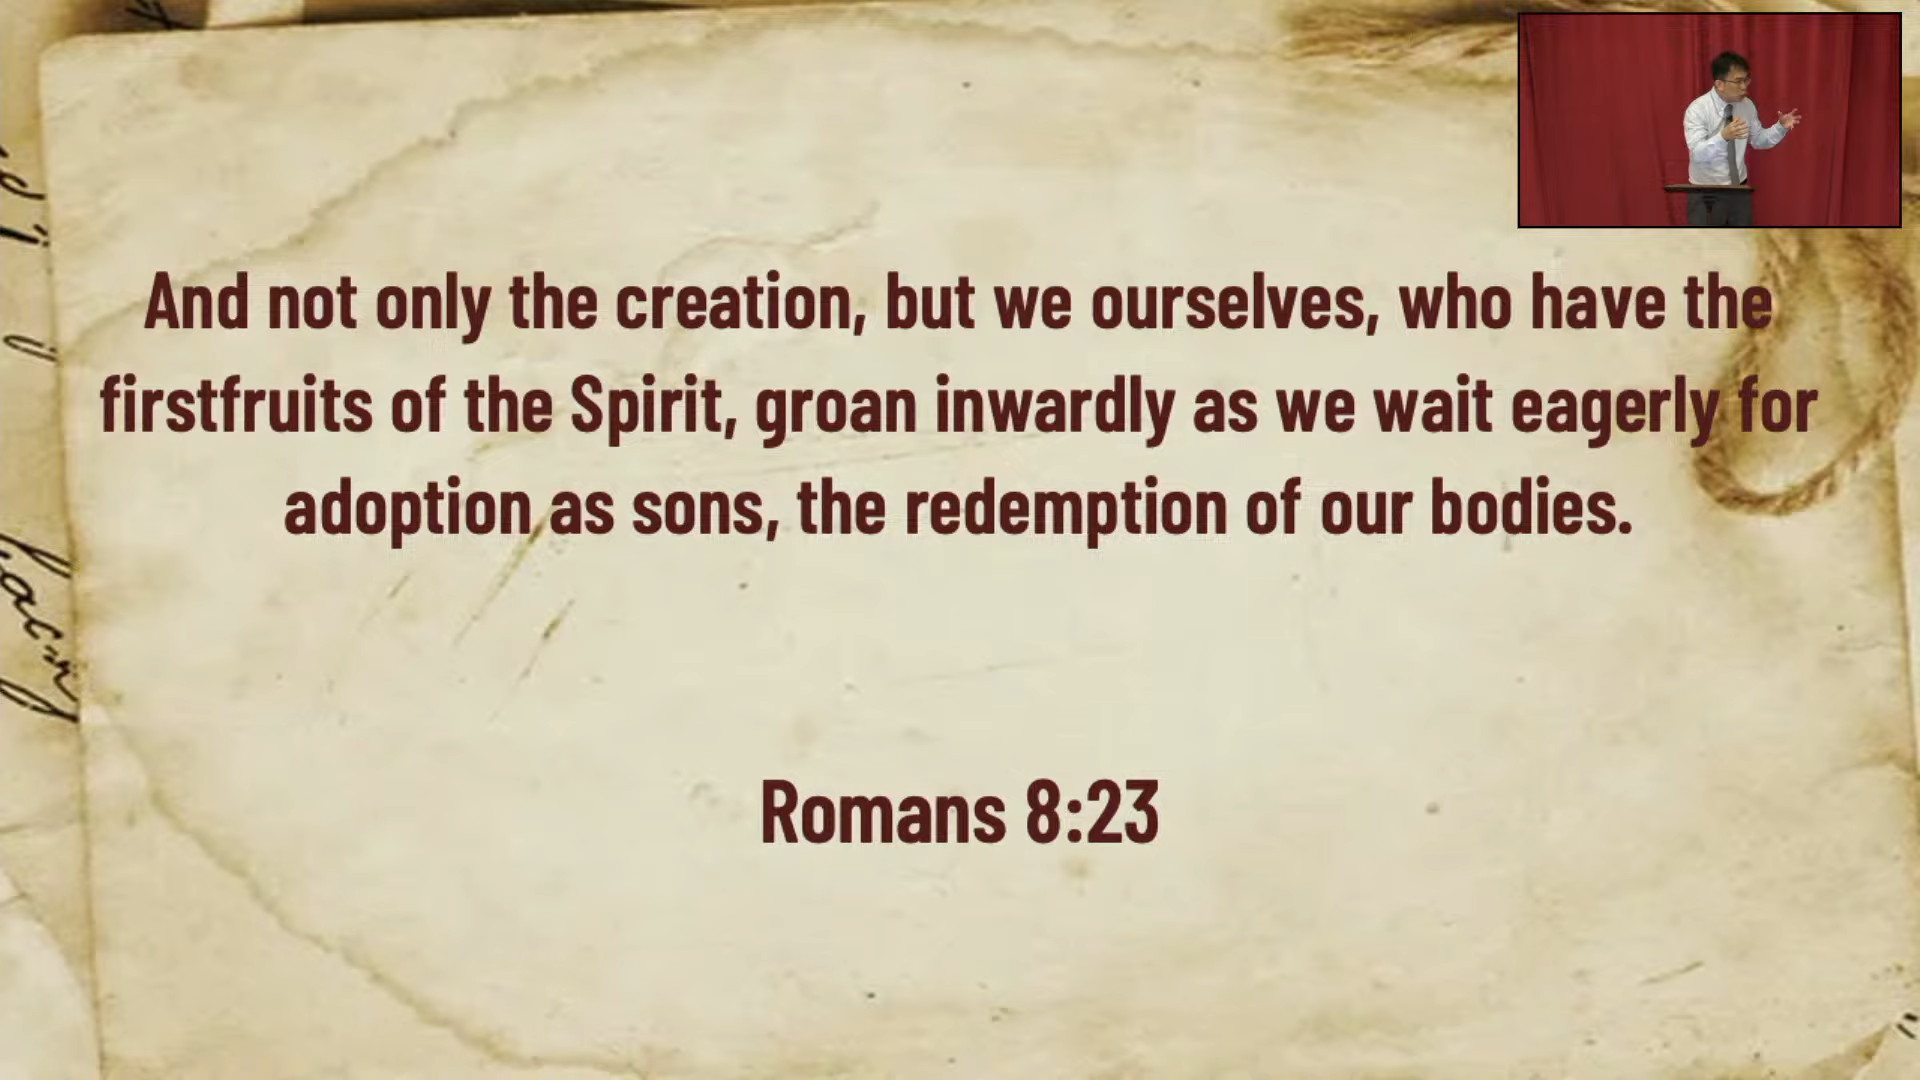 And not only the creation, but we ourselves, who have the
firstfruits of the Spirit, groan inwardly as we wait eagerly for
adoption as sons, the redemption of our bodies.
Romans 8:23